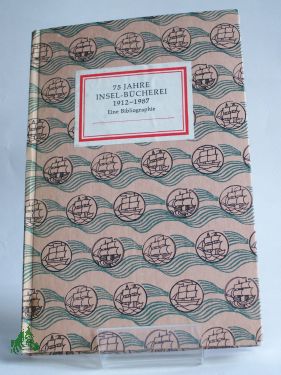 75 JAHRE
INSEL-BÜCHEREI
1912–1987
Eine Bibliographie